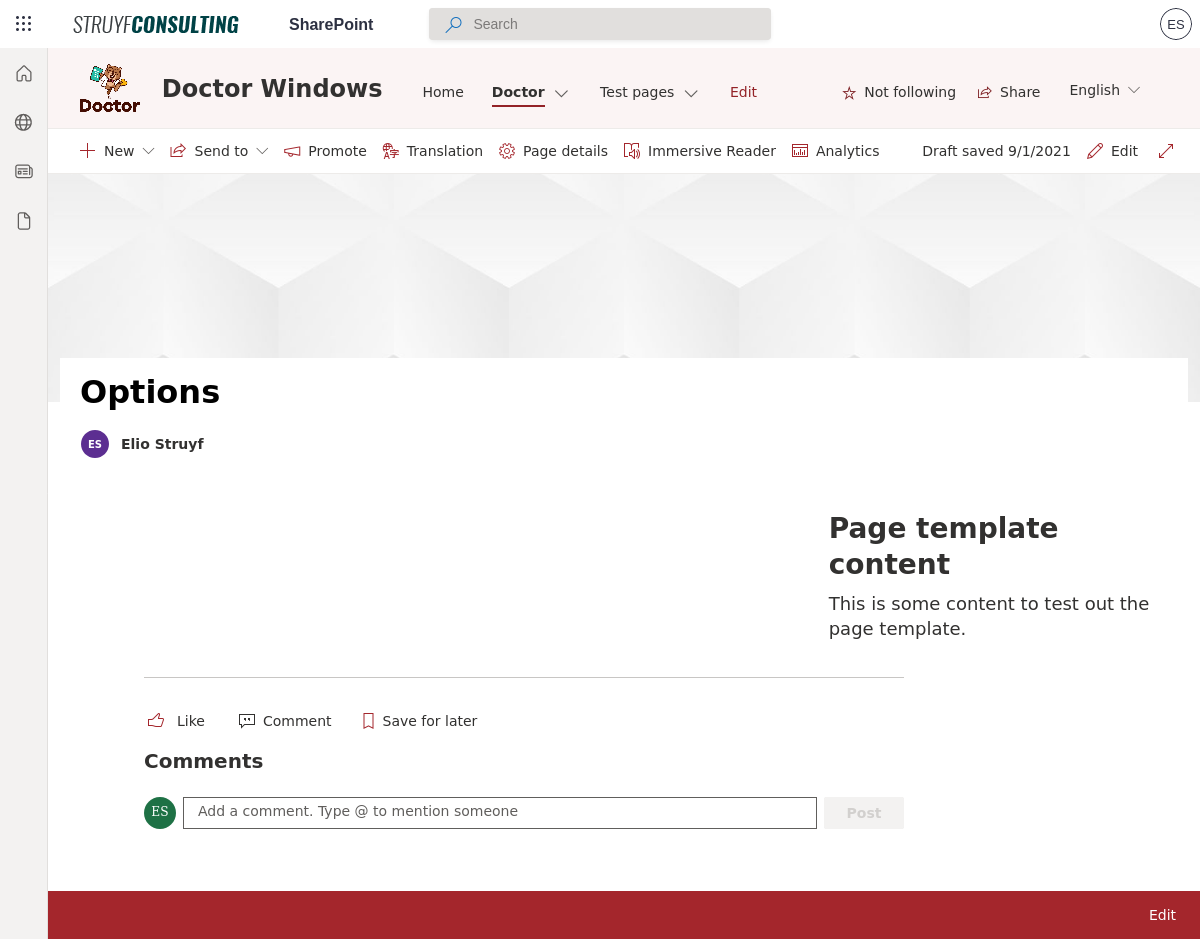 STRUYFCONSULTING
SharePoint
Search
ES
Doctor
Doctor Windows
Home
Doctor
Test pages
Edit
Not following
Share
English
New
Send to
Promote
Translation
Page details
Immersive Reader
Analytics
Draft saved 9/1/2021
Edit
Options
ES
Elio Struyf
Page template
content
This is some content to test out the
page template.
Like
Comment
Save for later
Comments
ES
Add a comment. Type @ to mention someone
Post
Edit